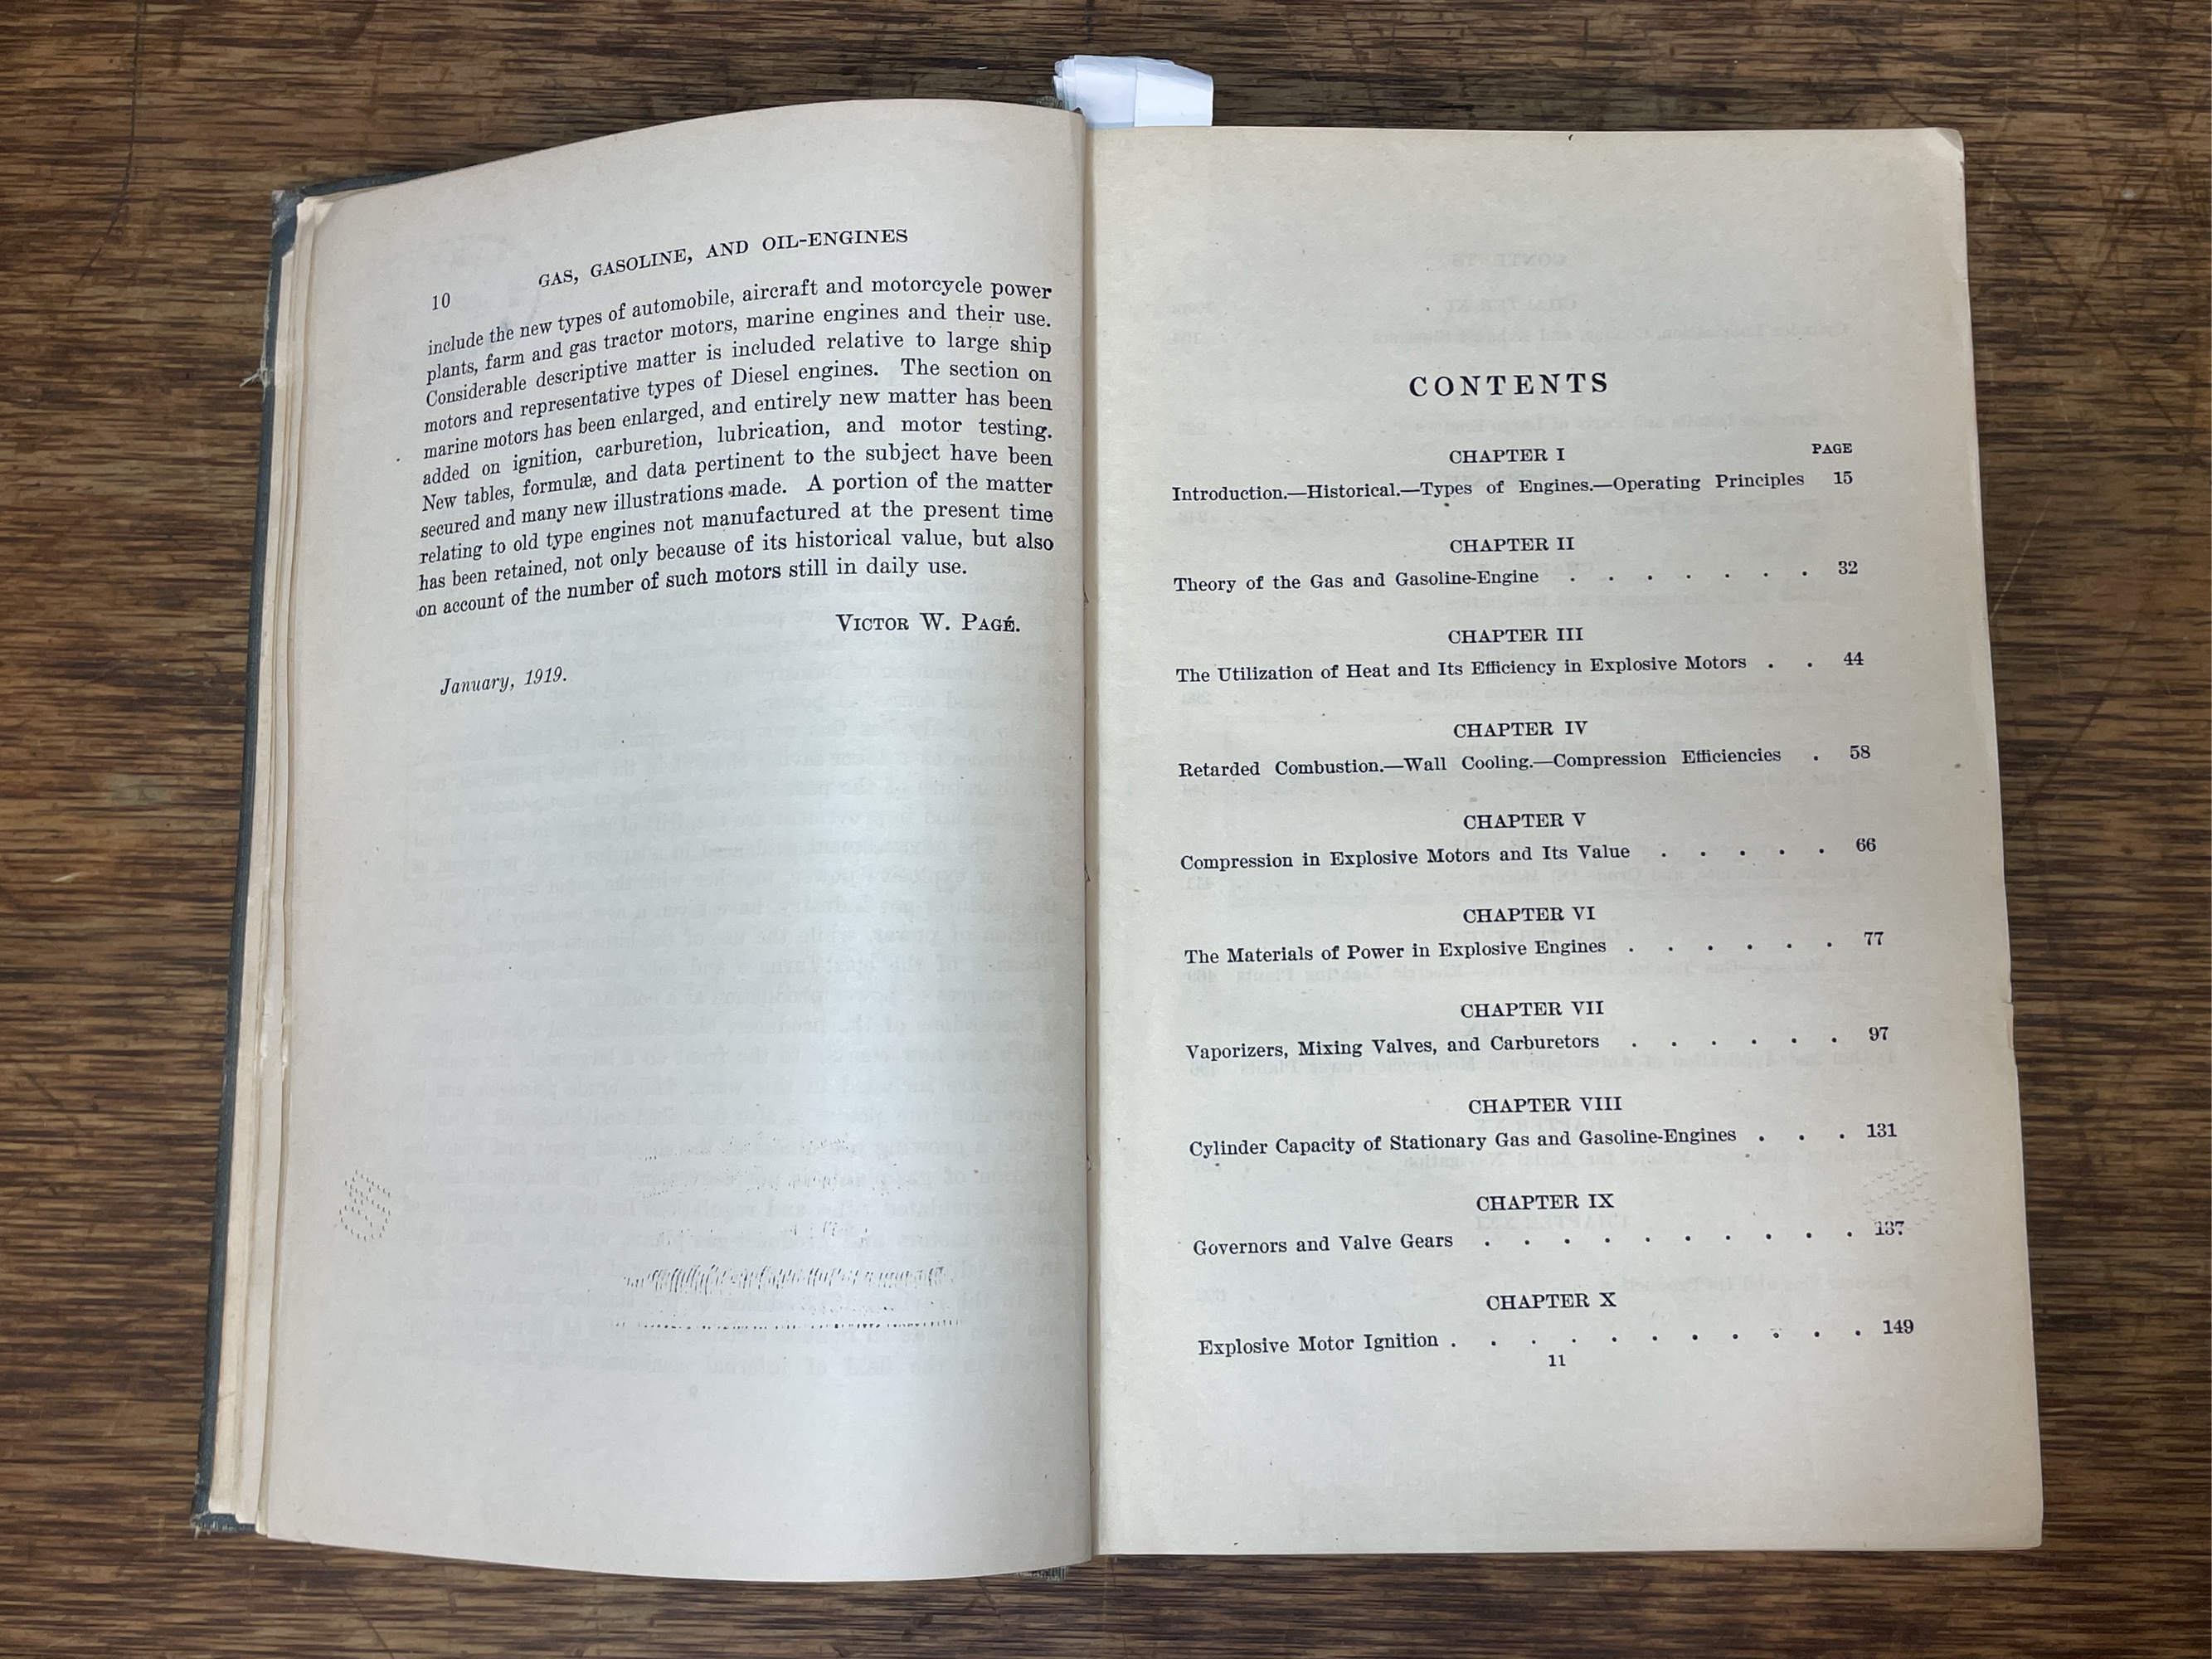 10
GAS, GASOLINE, AND OIL-ENGINES
include the new types of automobile, aircraft and motorcycle power
plants, farm and gas tractor motors, marine engines and their use.
Considerable descriptive matter is included relative to large ship
motors and representative types of Diesel engines. The section on
marine motors has been enlarged, and entirely new matter has been
added on ignition, carburetion, lubrication, and motor testing.
New tables, formulæ, and data pertinent to the subject have been
secured and many new illustrations made. A portion of the matter
relating to old type engines not manufactured at the present time
has been retained, not only because of its historical value, but also
on account of the number of such motors still in daily use.
VICTOR W. PAGÉ.
January, 1919.
CONTENTS
CHAPTER I
PAGE
Introduction.—Historical.—Types of Engines.—Operating Principles 15
CHAPTER II
Theory of the Gas and Gasoline-Engine . . . . . . . 32
CHAPTER III
The Utilization of Heat and Its Efficiency in Explosive Motors . . 44
CHAPTER IV
Retarded Combustion.—Wall Cooling.—Compression Efficiencies . 58
CHAPTER V
Compression in Explosive Motors and Its Value . . . . . 66
CHAPTER VI
The Materials of Power in Explosive Engines . . . . . . 77
CHAPTER VII
Vaporizers, Mixing Valves, and Carburetors . . . . . . 97
CHAPTER VIII
Cylinder Capacity of Stationary Gas and Gasoline-Engines . . . 131
CHAPTER IX
Governors and Valve Gears . . . . . . . . . . 137
CHAPTER X
Explosive Motor Ignition . . . . . . . . . . . 149
11